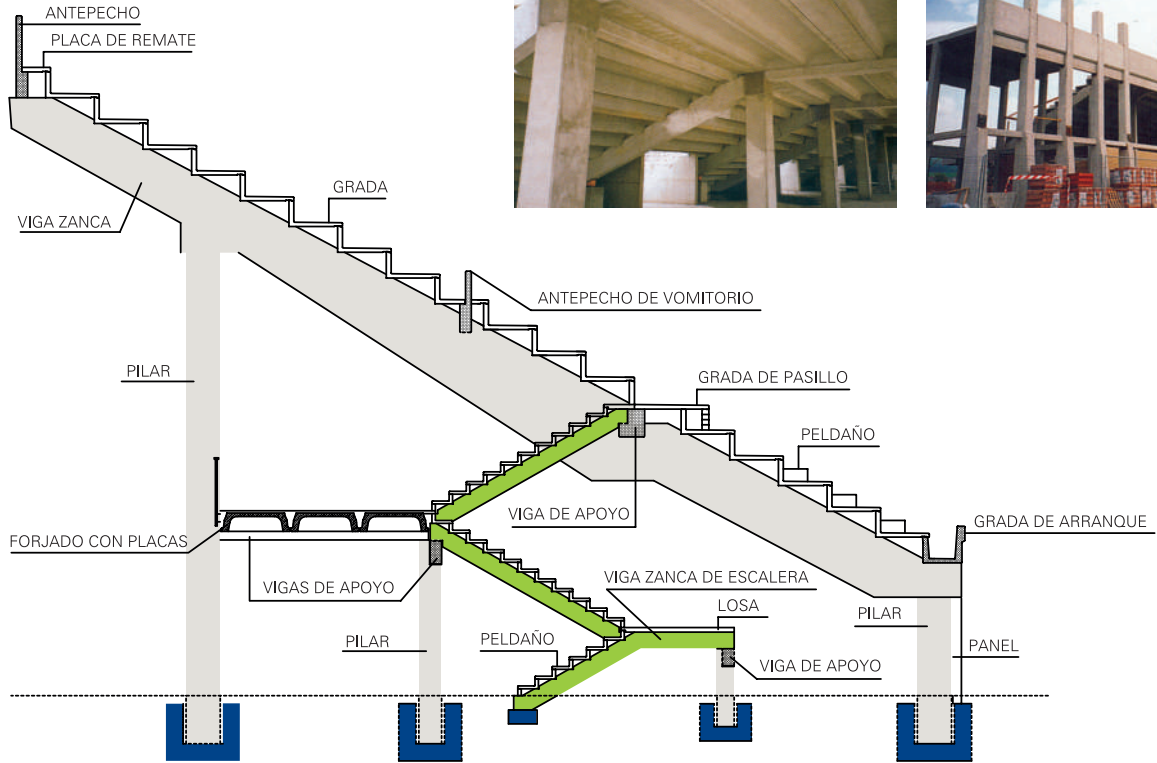 ANTEPECHO
PLACA DE REMATE
GRADA
VIGA ZANCA
ANTEPECHO DE VOMITORIO
PILAR
GRADA DE PASILLO
PELDAÑO
VIGA DE APOYO
GRADA DE ARRANQUE
FORJADO CON PLACAS
VIGAS DE APOYO
VIGA ZANCA DE ESCALERA
LOSA
PILAR
PILAR
PELDAÑO
PANEL
VIGA DE APOYO